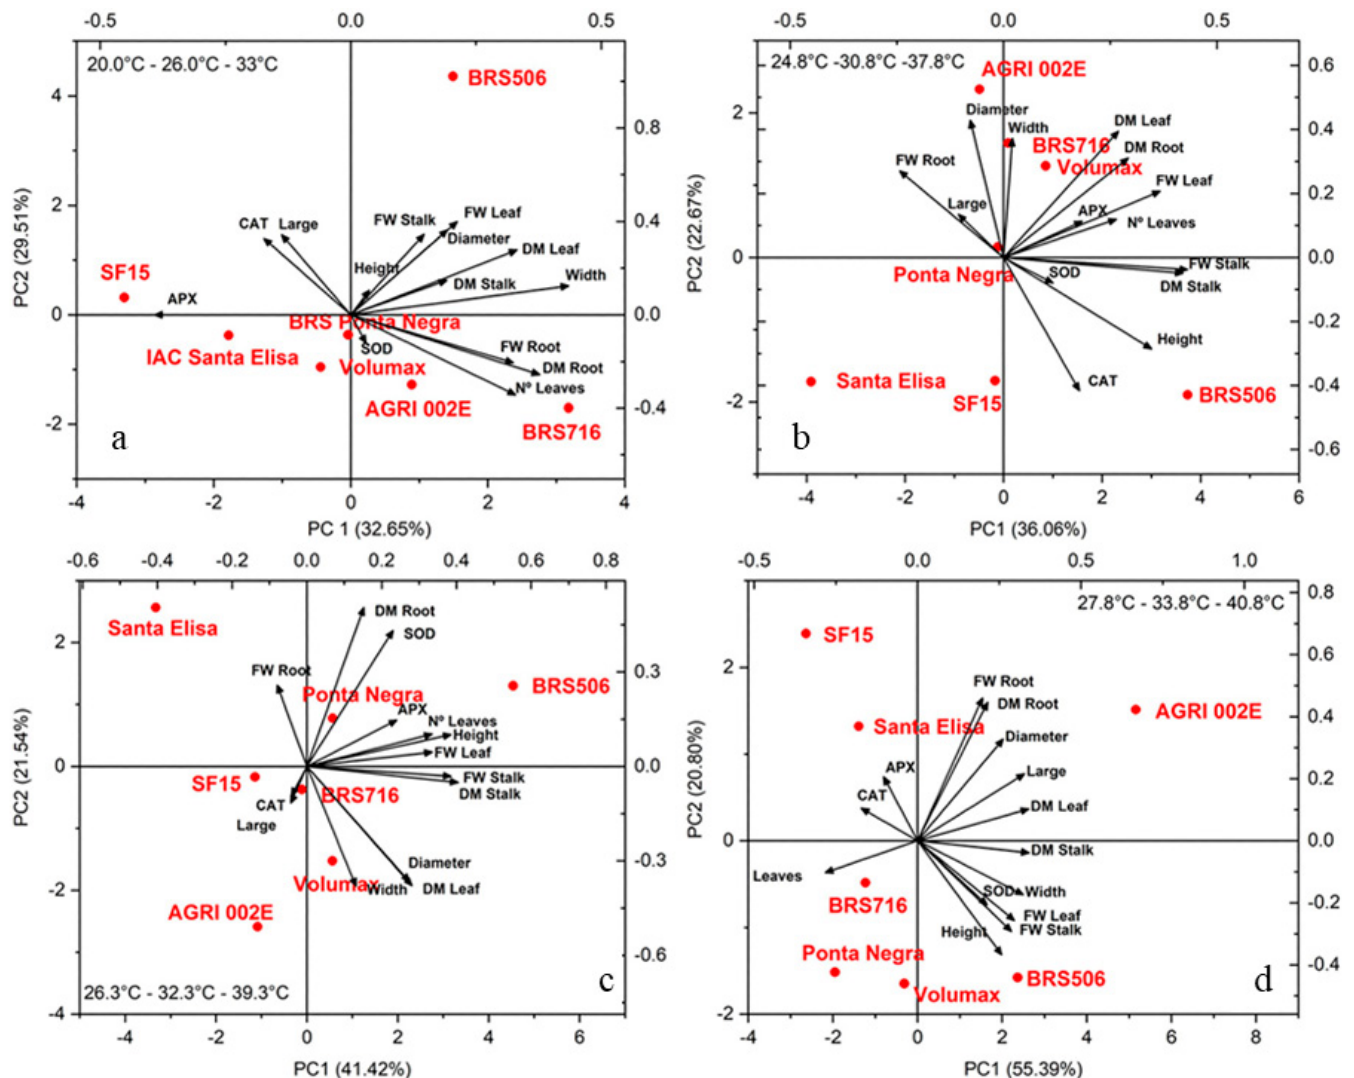 -0.5 0.0 0.5
20.0°C - 26.0°C - 33°C
BRS506
4
0.8
PC2 (29.51%)
2
0.4
CAT Large FW Stalk FW Leaf
Diameter
DM Leaf
SF15
Height
Width
DM Stalk
APX
0 0.0
BRS Ponta Negra
SOD
FW Root
IAC Santa Elisa
Volumax
DM Root
Nº Leaves
AGRI 002E
-0.4
-2
BRS716
a
-4 -2 0 2 4
PC 1 (32.65%)
-0.5 0.0 0.5
24.8°C -30.8°C -37.8°C
0.6
AGRI 002E
Diameter
2
Width
DM Leaf
0.4
BRS716
DM Root
FW Root
Volumax
FW Leaf
0.2
Large
APX
Nº Leaves
PC2 (22.67%)
0 0.0
Ponta Negra
SOD
FW Stalk
DM Stalk
-0.2
Height
Santa Elisa
CAT
-0.4
SF15
BRS506
-2
b
-0.6
-4 -2 0 2 4 6
PC1 (36.06%)
-0.6 -0.4 -0.2 0.0 0.2 0.4 0.6 0.8
Santa Elisa
DM Root
SOD
2
FW Root
0.3
Ponta Negra
BRS506
APX
Nº Leaves
Height
FW Leaf
PC2 (21.54%)
0 0.0
SF15
FW Stalk
DM Stalk
CAT
BRS716
Large
-0.3
Diameter
Volumax
Width
DM Leaf
-2
AGRI 002E
-0.6
26.3°C - 32.3°C - 39.3°C
c
-4
-4 -2 0 2 4 6
PC1 (41.42%)
-0.5 0.0 0.5 1.0
27.8°C - 33.8°C - 40.8°C
0.8
SF15
2
0.6
FW Root
DM Root
AGRI 002E
0.4
Santa Elisa
Diameter
APX
Large
0.2
CAT
DM Leaf
PC2 (20.80%)
0 0.0
DM Stalk
Leaves
SOD
Width
BRS716
-0.2
FW Leaf
Height
FW Stalk
Ponta Negra
-0.4
BRS506
Volumax
d
-2
-4 -2 0 2 4 6 8
PC1 (55.39%)